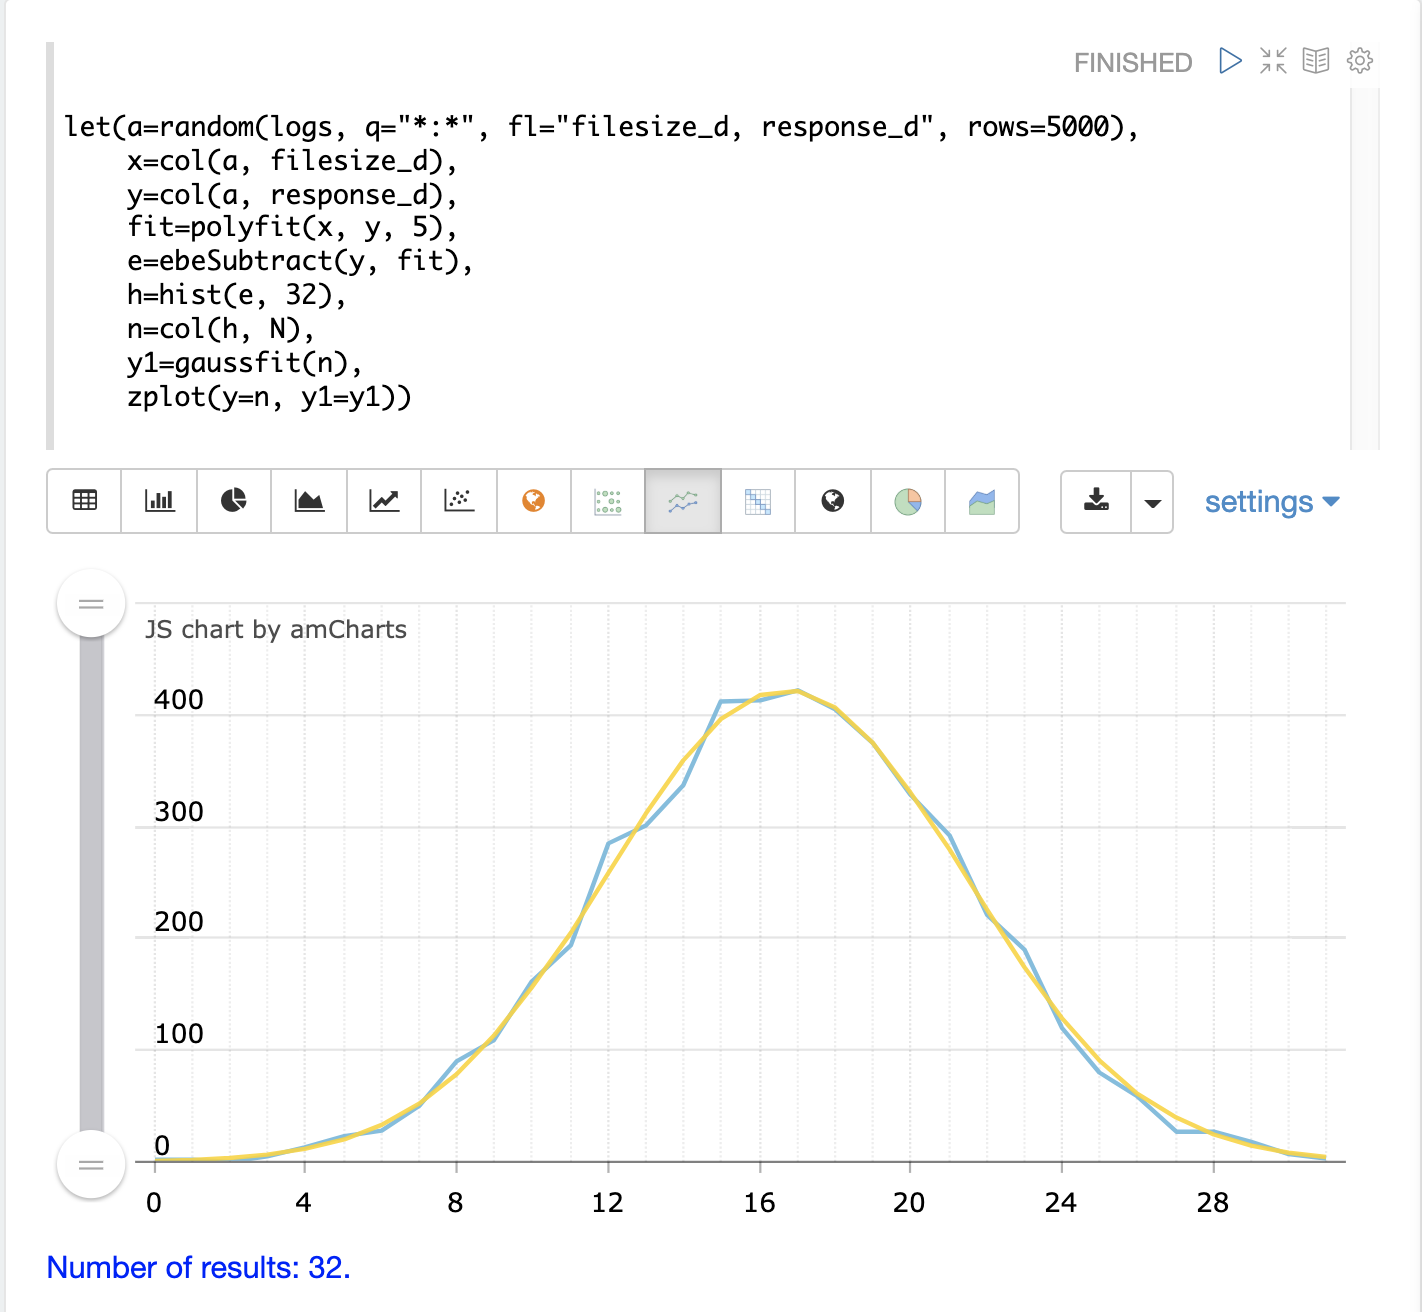 FINISHED
let(a=random(logs, q="*:*", fl="filesize_d, response_d", rows=5000),
x=col(a, filesize_d),
y=col(a, response_d),
fit=polyfit(x, y, 5),
e=ebeSubtract(y, fit),
h=hist(e, 32),
n=col(h, N),
y1=gaussfit(n),
zplot(y=n, y1=y1))
settings
JS chart by amCharts
400
300
200
100
0
0 4 8 12 16 20 24 28
Number of results: 32.